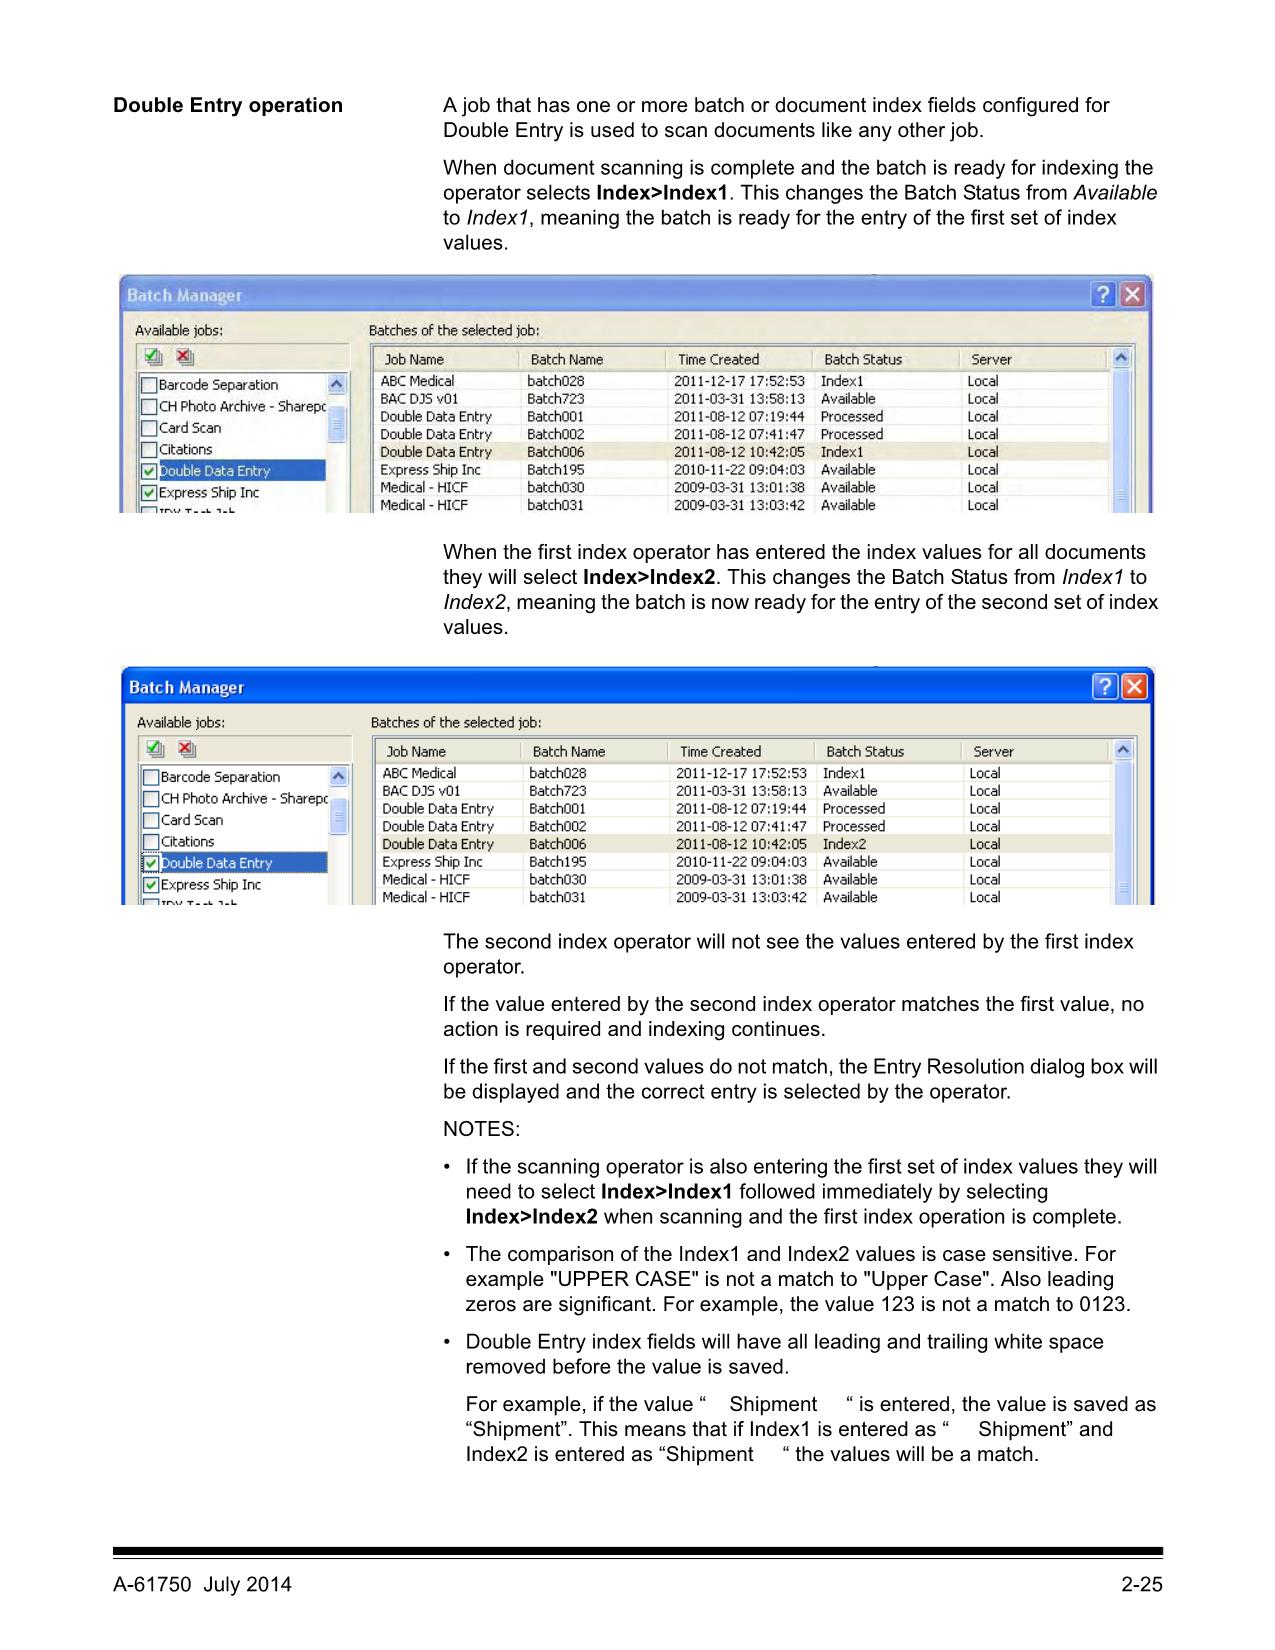 Double Entry operation
A job that has one or more batch or document index fields configured for
Double Entry is used to scan documents like any other job.
When document scanning is complete and the batch is ready for indexing the
operator selects Index>Index1. This changes the Batch Status from Available
to Index1, meaning the batch is ready for the entry of the first set of index
values.
Batch Manager
Available jobs:
Barcode Separation
CH Photo Archive - Sharepo
Card Scan
Citations
Double Data Entry
Express Ship Inc
Batches of the selected job:
Job Name Batch Name Time Created Batch Status Server
ABC Medical batch028 2011-12-17 17:52:53 Index1 Local
BAC DJS v01 Batch723 2011-03-31 13:58:13 Available Local
Double Data Entry Batch001 2011-08-12 07:19:44 Processed Local
Double Data Entry Batch002 2011-08-12 07:41:47 Processed Local
Double Data Entry Batch006 2011-08-12 10:42:05 Index1 Local
Express Ship Inc Batch195 2010-11-22 09:04:03 Available Local
Medical - HICF batch030 2009-03-31 13:01:38 Available Local
Medical - HICF batch031 2009-03-31 13:03:42 Available Local
When the first index operator has entered the index values for all documents
they will select Index>Index2. This changes the Batch Status from Index1 to
Index2, meaning the batch is now ready for the entry of the second set of index
values.
Batch Manager
Available jobs:
Barcode Separation
CH Photo Archive - Sharepo
Card Scan
Citations
Double Data Entry
Express Ship Inc
Batches of the selected job:
Job Name Batch Name Time Created Batch Status Server
ABC Medical batch028 2011-12-17 17:52:53 Index1 Local
BAC DJS v01 Batch723 2011-03-31 13:58:13 Available Local
Double Data Entry Batch001 2011-08-12 07:19:44 Processed Local
Double Data Entry Batch002 2011-08-12 07:41:47 Processed Local
Double Data Entry Batch006 2011-08-12 10:42:05 Index2 Local
Express Ship Inc Batch195 2010-11-22 09:04:03 Available Local
Medical - HICF batch030 2009-03-31 13:01:38 Available Local
Medical - HICF batch031 2009-03-31 13:03:42 Available Local
The second index operator will not see the values entered by the first index
operator.
If the value entered by the second index operator matches the first value, no
action is required and indexing continues.
If the first and second values do not match, the Entry Resolution dialog box will
be displayed and the correct entry is selected by the operator.
NOTES:
• If the scanning operator is also entering the first set of index values they will
need to select Index>Index1 followed immediately by selecting
Index>Index2 when scanning and the first index operation is complete.
• The comparison of the Index1 and Index2 values is case sensitive. For
example "UPPER CASE" is not a match to "Upper Case". Also leading
zeros are significant. For example, the value 123 is not a match to 0123.
• Double Entry index fields will have all leading and trailing white space
removed before the value is saved.
For example, if the value “    Shipment     “ is entered, the value is saved as
“Shipment”. This means that if Index1 is entered as “     Shipment” and
Index2 is entered as “Shipment     “ the values will be a match.
A-61750  July 2014
2-25